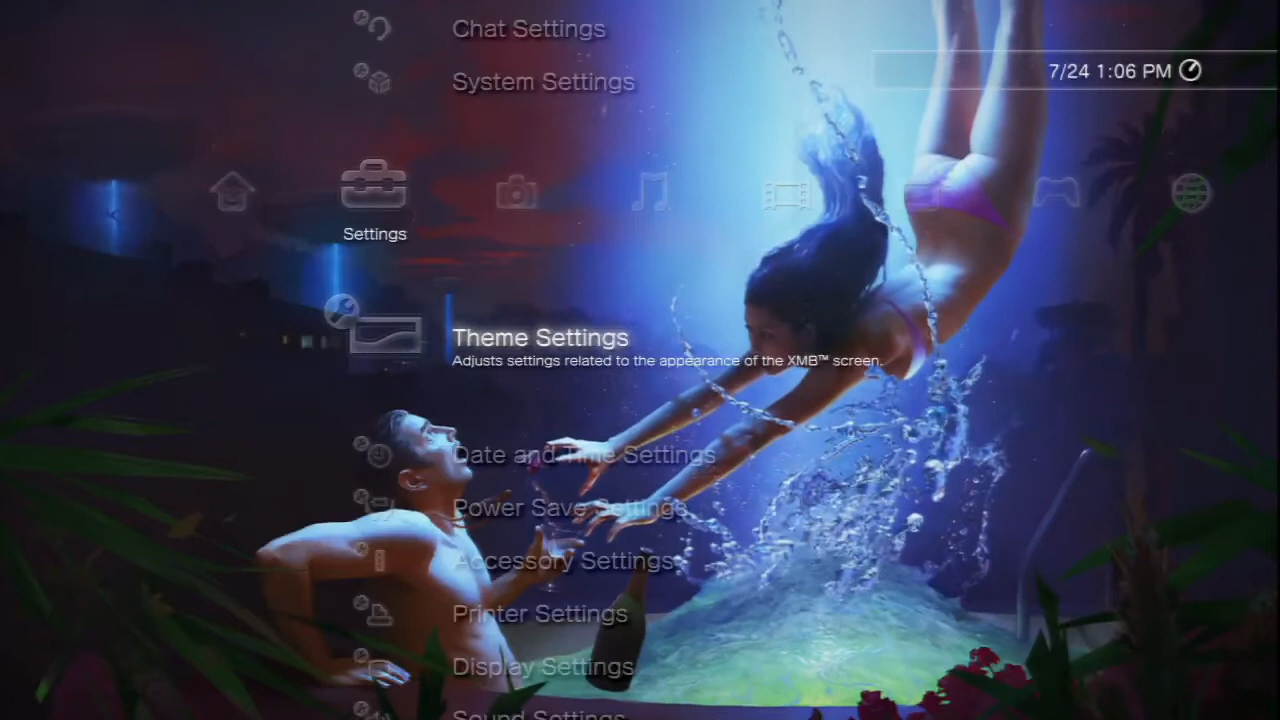 Chat Settings
System Settings
7/24 1:06 PM
Settings
Theme Settings
Adjusts settings related to the appearance of the XMB™ screen.
Date and Time Settings
Power Save Settings
Accessory Settings
Printer Settings
Display Settings
Sound Settings